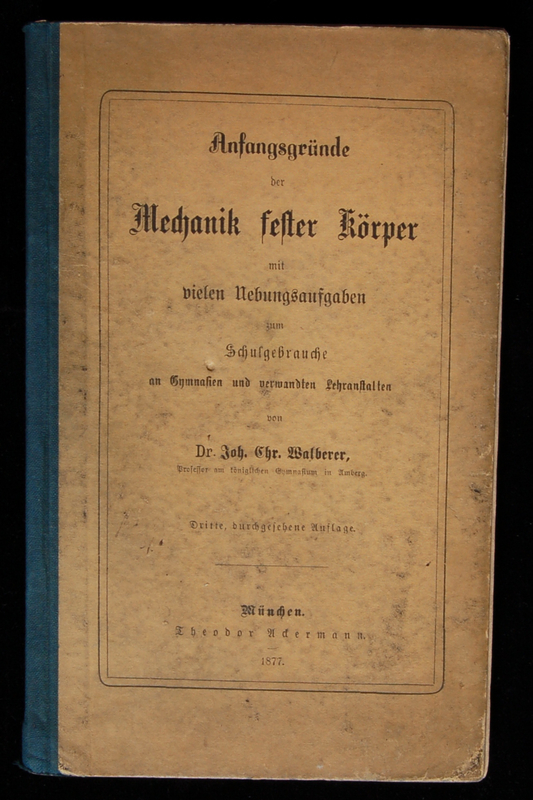 Anfangsgründe
der
Mechanik fester Körper
mit
vielen Uebungsaufgaben
zum
Schulgebrauche
an Gymnasien und verwandten Lehranstalten
von
Dr. Joh. Chr. Walberer,
Professor am königlichen Gymnasium in Amberg.
Dritte, durchgesehene Auflage.
München.
Theodor Ackermann.
1877.